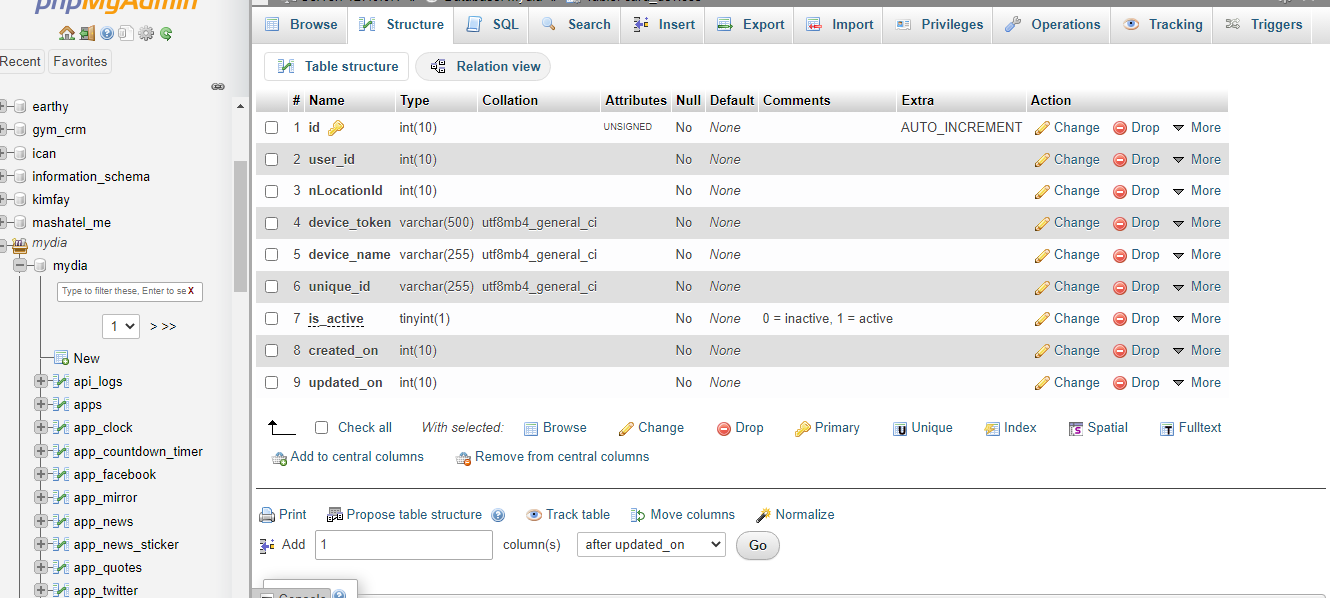 phpMyAdmin
Recent Favorites
earthy
gym_crm
ican
information_schema
kimfay
mashatel_me
mydia
mydia
Type to filter these, Enter to se X
1 > >>
New
api_logs
apps
app_clock
app_countdown_timer
app_facebook
app_mirror
app_news
app_news_sticker
app_quotes
app_twitter
Browse Structure SQL Search Insert Export Import Privileges Operations Tracking Triggers
Table structure Relation view
# Name Type Collation Attributes Null Default Comments Extra Action
1 id int(10) UNSIGNED No None AUTO_INCREMENT Change Drop More
2 user_id int(10) No None Change Drop More
3 nLocationId int(10) No None Change Drop More
4 device_token varchar(500) utf8mb4_general_ci No None Change Drop More
5 device_name varchar(255) utf8mb4_general_ci No None Change Drop More
6 unique_id varchar(255) utf8mb4_general_ci No None Change Drop More
7 is_active tinyint(1) No None 0 = inactive, 1 = active Change Drop More
8 created_on int(10) No None Change Drop More
9 updated_on int(10) No None Change Drop More
Check all With selected: Browse Change Drop Primary Unique Index Spatial Fulltext
Add to central columns Remove from central columns
Print Propose table structure Track table Move columns Normalize
Add 1 column(s) after updated_on Go
Console